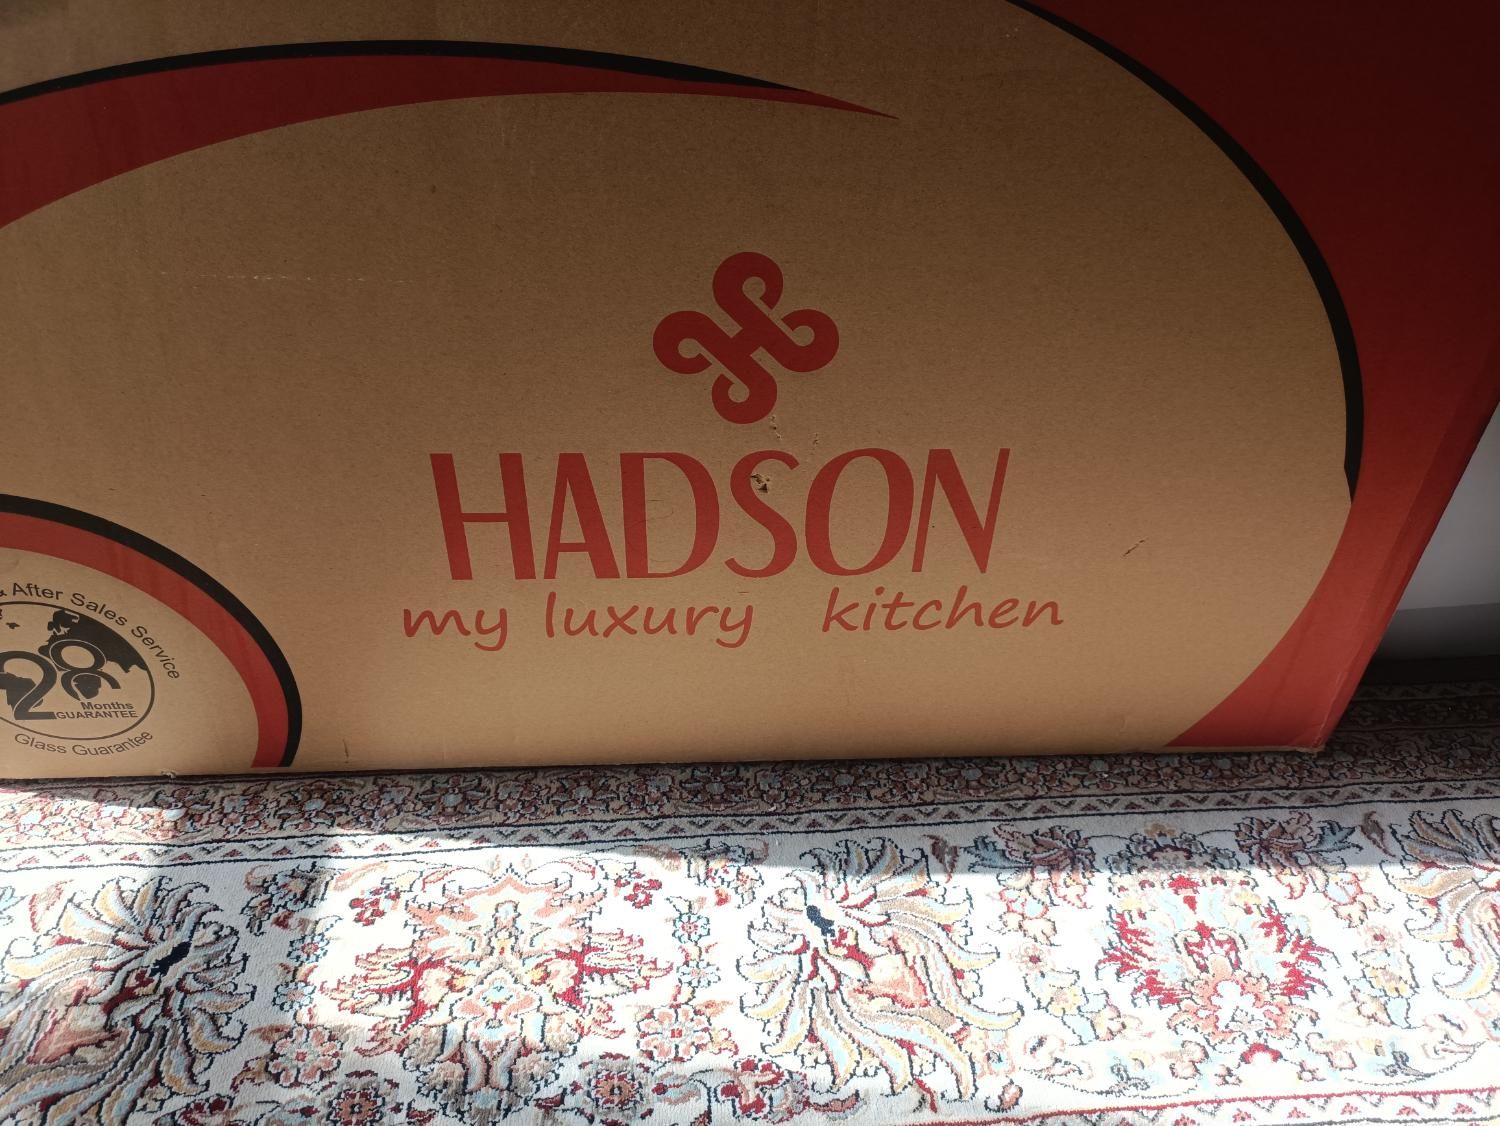 HADSON
my luxury kitchen
After Sales Service
28
Months
GUARANTEE
Glass Guarantee